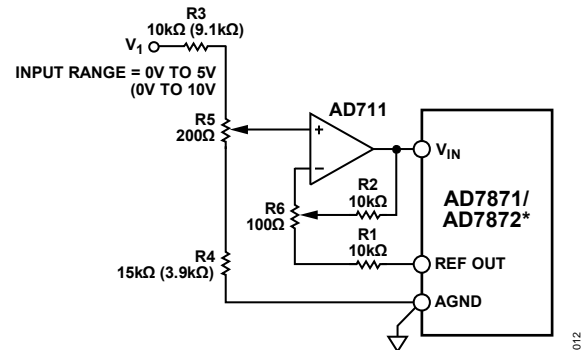 R3
10kΩ (9.1kΩ)
V1
INPUT RANGE = 0V TO 5V
(0V TO 10V
AD711
R5
200Ω
+
−
VIN
R2
10kΩ
AD7871/
AD7872*
R6
100Ω
R1
10kΩ
REF OUT
R4
15kΩ (3.9kΩ)
AGND
012